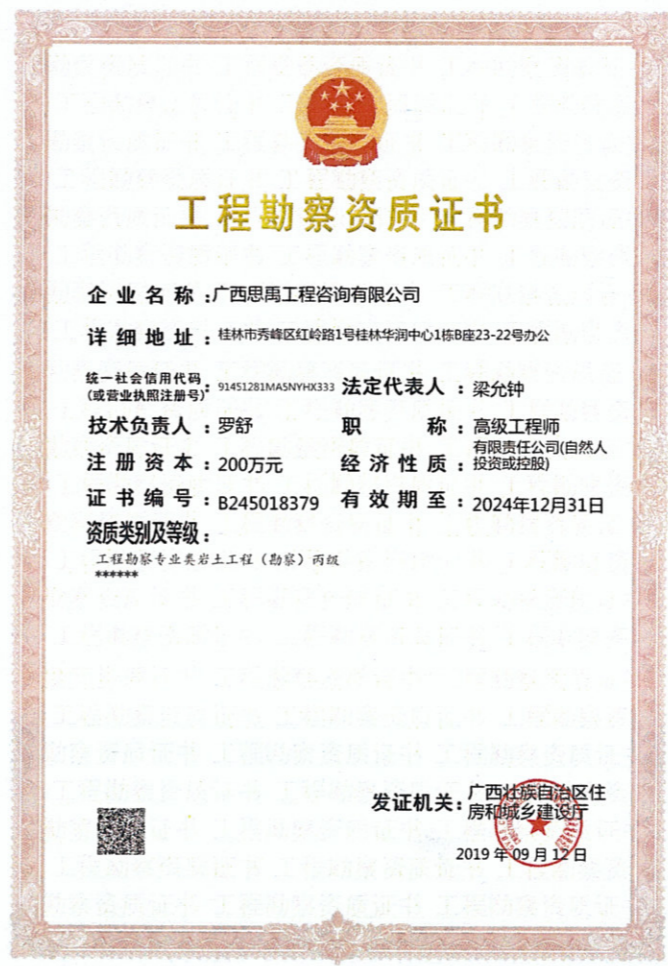 工程勘察资质证书
企业名称：广西思禹工程咨询有限公司
详细地址：桂林市秀峰区红岭路1号桂林华润中心1栋B座23-22号办公
统一社会信用代码
(或营业执照注册号)：91451281MA5NYHX333 法定代表人：梁允钟
技术负责人：罗舒 职称：高级工程师
注册资本：200万元 经济性质：有限责任公司(自然人
投资或控股)
证书编号：B245018379 有效期至：2024年12月31日
资质类别及等级：
工程勘察专业类岩土工程（勘察）丙级
******
发证机关：广西壮族自治区住
房和城乡建设厅
2019年09月12日